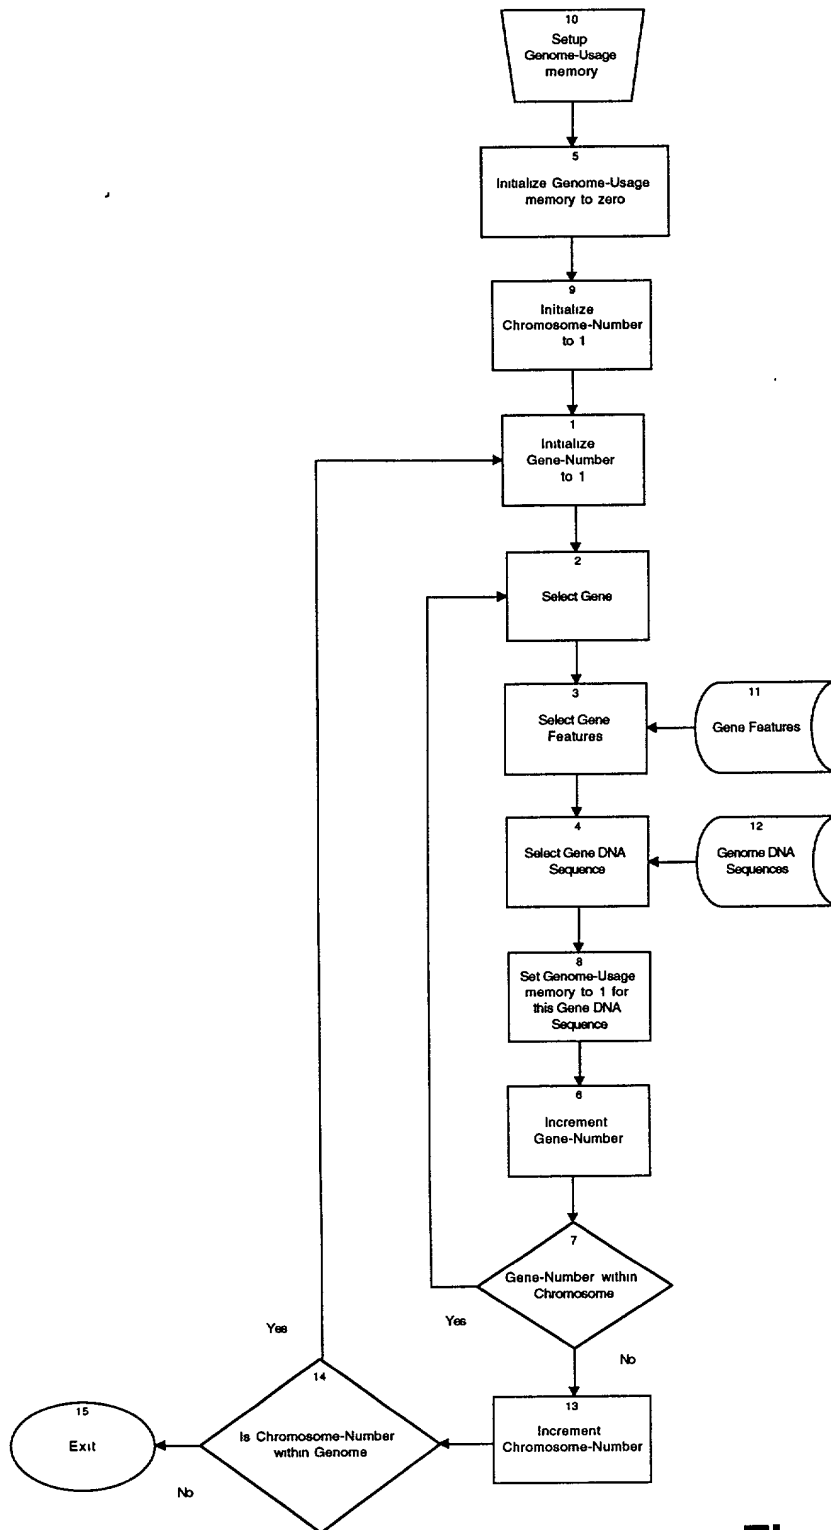 10
Setup
Genome-Usage
memory
5
Initialize Genome-Usage
memory to zero
9
Initialize
Chromosome-Number
to 1
1
Initialize
Gene-Number
to 1
2
Select Gene
3
Select Gene
Features
11
Gene Features
4
Select Gene DNA
Sequence
12
Genome DNA
Sequences
8
Set Genome-Usage
memory to 1 for
this Gene DNA
Sequence
6
Increment
Gene-Number
7
Gene-Number within
Chromosome
Yes
No
13
Increment
Chromosome-Number
14
Is Chromosome-Number
within Genome
Yes
No
15
Exit